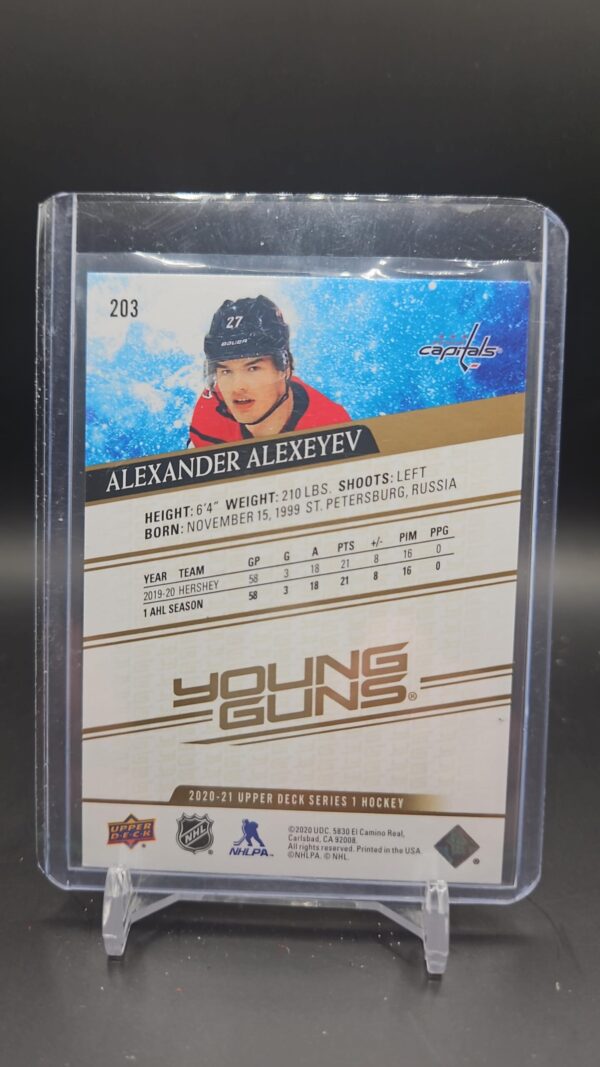 203
27
BAUER
capitals
ALEXANDER ALEXEYEV
HEIGHT: 6'4" WEIGHT: 210 LBS. SHOOTS: LEFT
BORN: NOVEMBER 15, 1999 ST. PETERSBURG, RUSSIA
YEAR TEAM GP G A PTS +/- PIM PPG
2019-20 HERSHEY 58 3 18 21 8 16 0
1 AHL SEASON 58 3 18 21 8 16 0
YOUNG
GUNS®
2020-21 UPPER DECK SERIES 1 HOCKEY
UPPER
DECK
NHL
NHLPA
©2020 UDC. 5830 El Camino Real,
Carlsbad, CA 92008.
All rights reserved. Printed in the USA.
©NHLPA. © NHL.
®